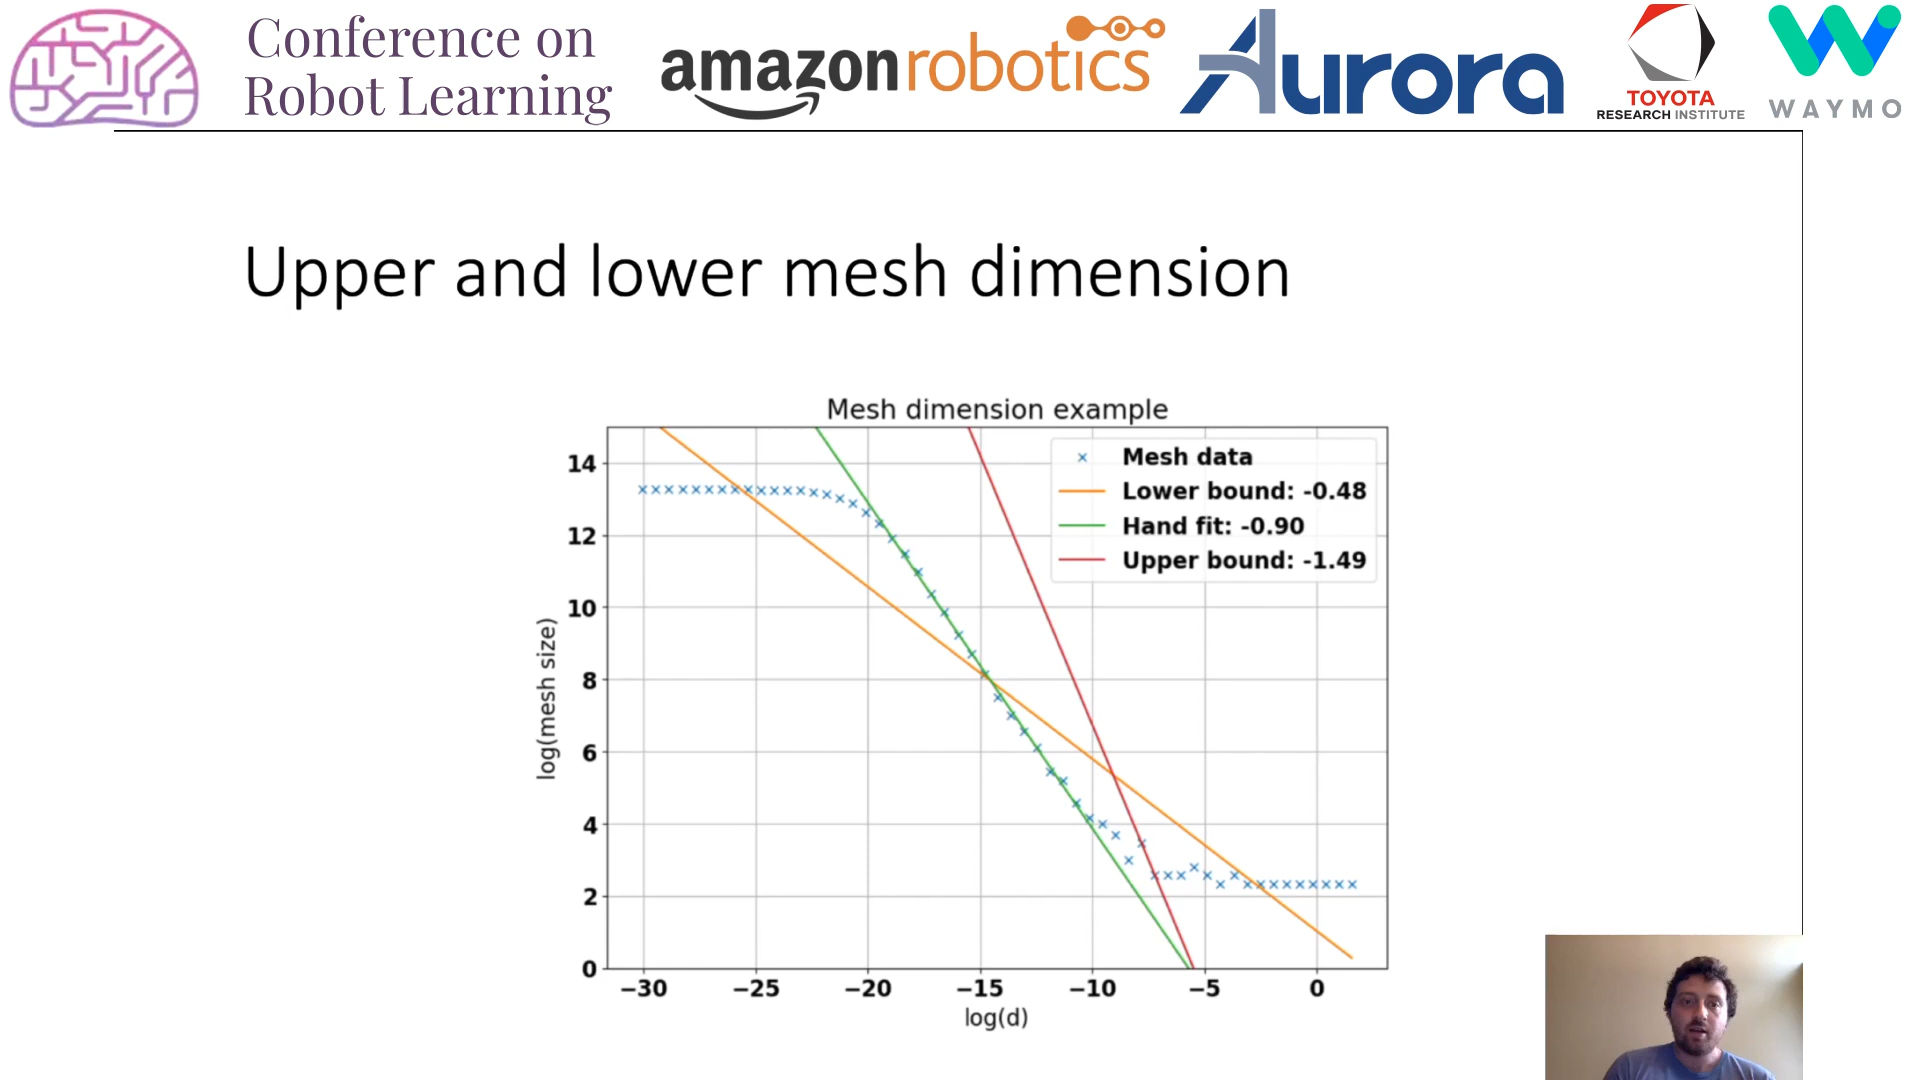 Conference on
Robot Learning
amazon robotics
Aurora
TOYOTA
RESEARCH INSTITUTE
WAYMO
Upper and lower mesh dimension
Mesh dimension example
Mesh data
Lower bound: -0.48
Hand fit: -0.90
Upper bound: -1.49
14
12
10
8
6
4
2
0
log(mesh size)
−30 −25 −20 −15 −10 −5 0
log(d)